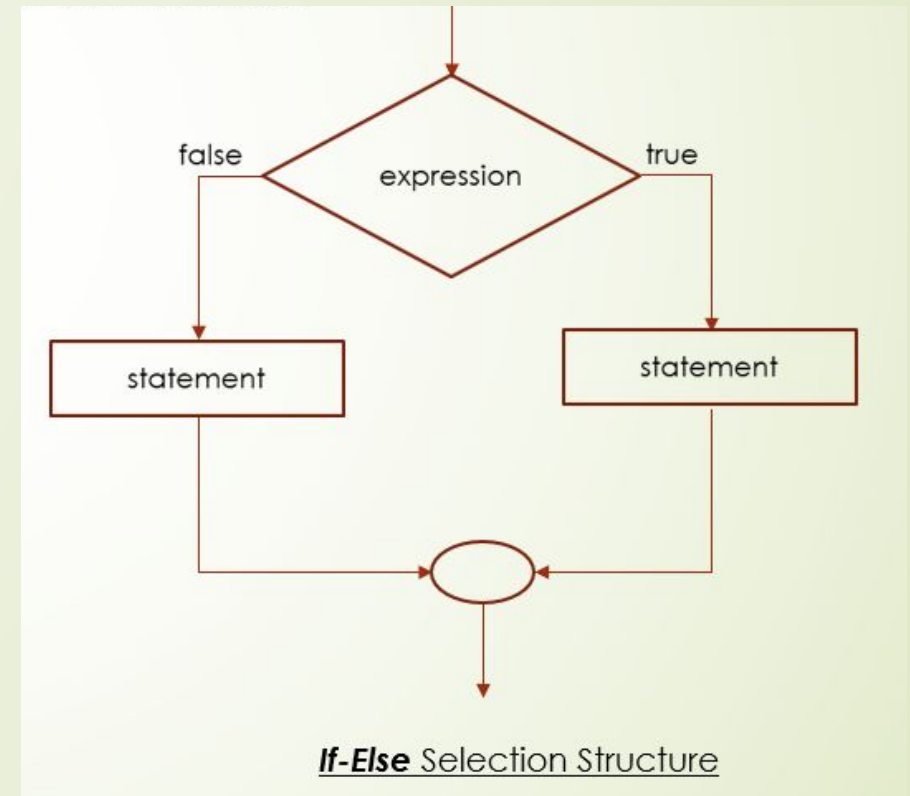 false
true
expression
statement
statement
If-Else Selection Structure